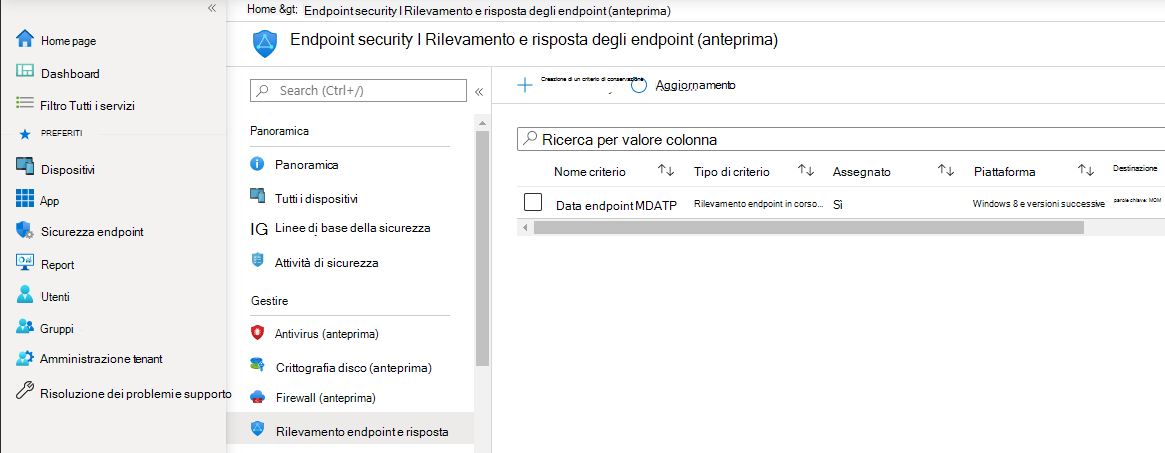 Home &gt; Endpoint security I Rilevamento e risposta degli endpoint (anteprima)
Endpoint security I Rilevamento e risposta degli endpoint (anteprima)
Home page
Dashboard
Filtro Tutti i servizi
PREFERITI
Dispositivi
App
Sicurezza endpoint
Report
Utenti
Gruppi
Amministrazione tenant
Risoluzione dei problemi e supporto
Search (Ctrl+/)
Panoramica
Panoramica
Tutti i dispositivi
IG Linee di base della sicurezza
Attività di sicurezza
Gestire
Antivirus (anteprima)
Crittografia disco (anteprima)
Firewall (anteprima)
Rilevamento endpoint e risposta
Creazione di un criterio di conservazione
Aggiornamento
Ricerca per valore colonna
Nome criterio Tipo di criterio Assegnato Piattaforma Destinazione
Data endpoint MDATP Rilevamento endpoint in corso... Sì Windows 8 e versioni successive parole chiave: MOM